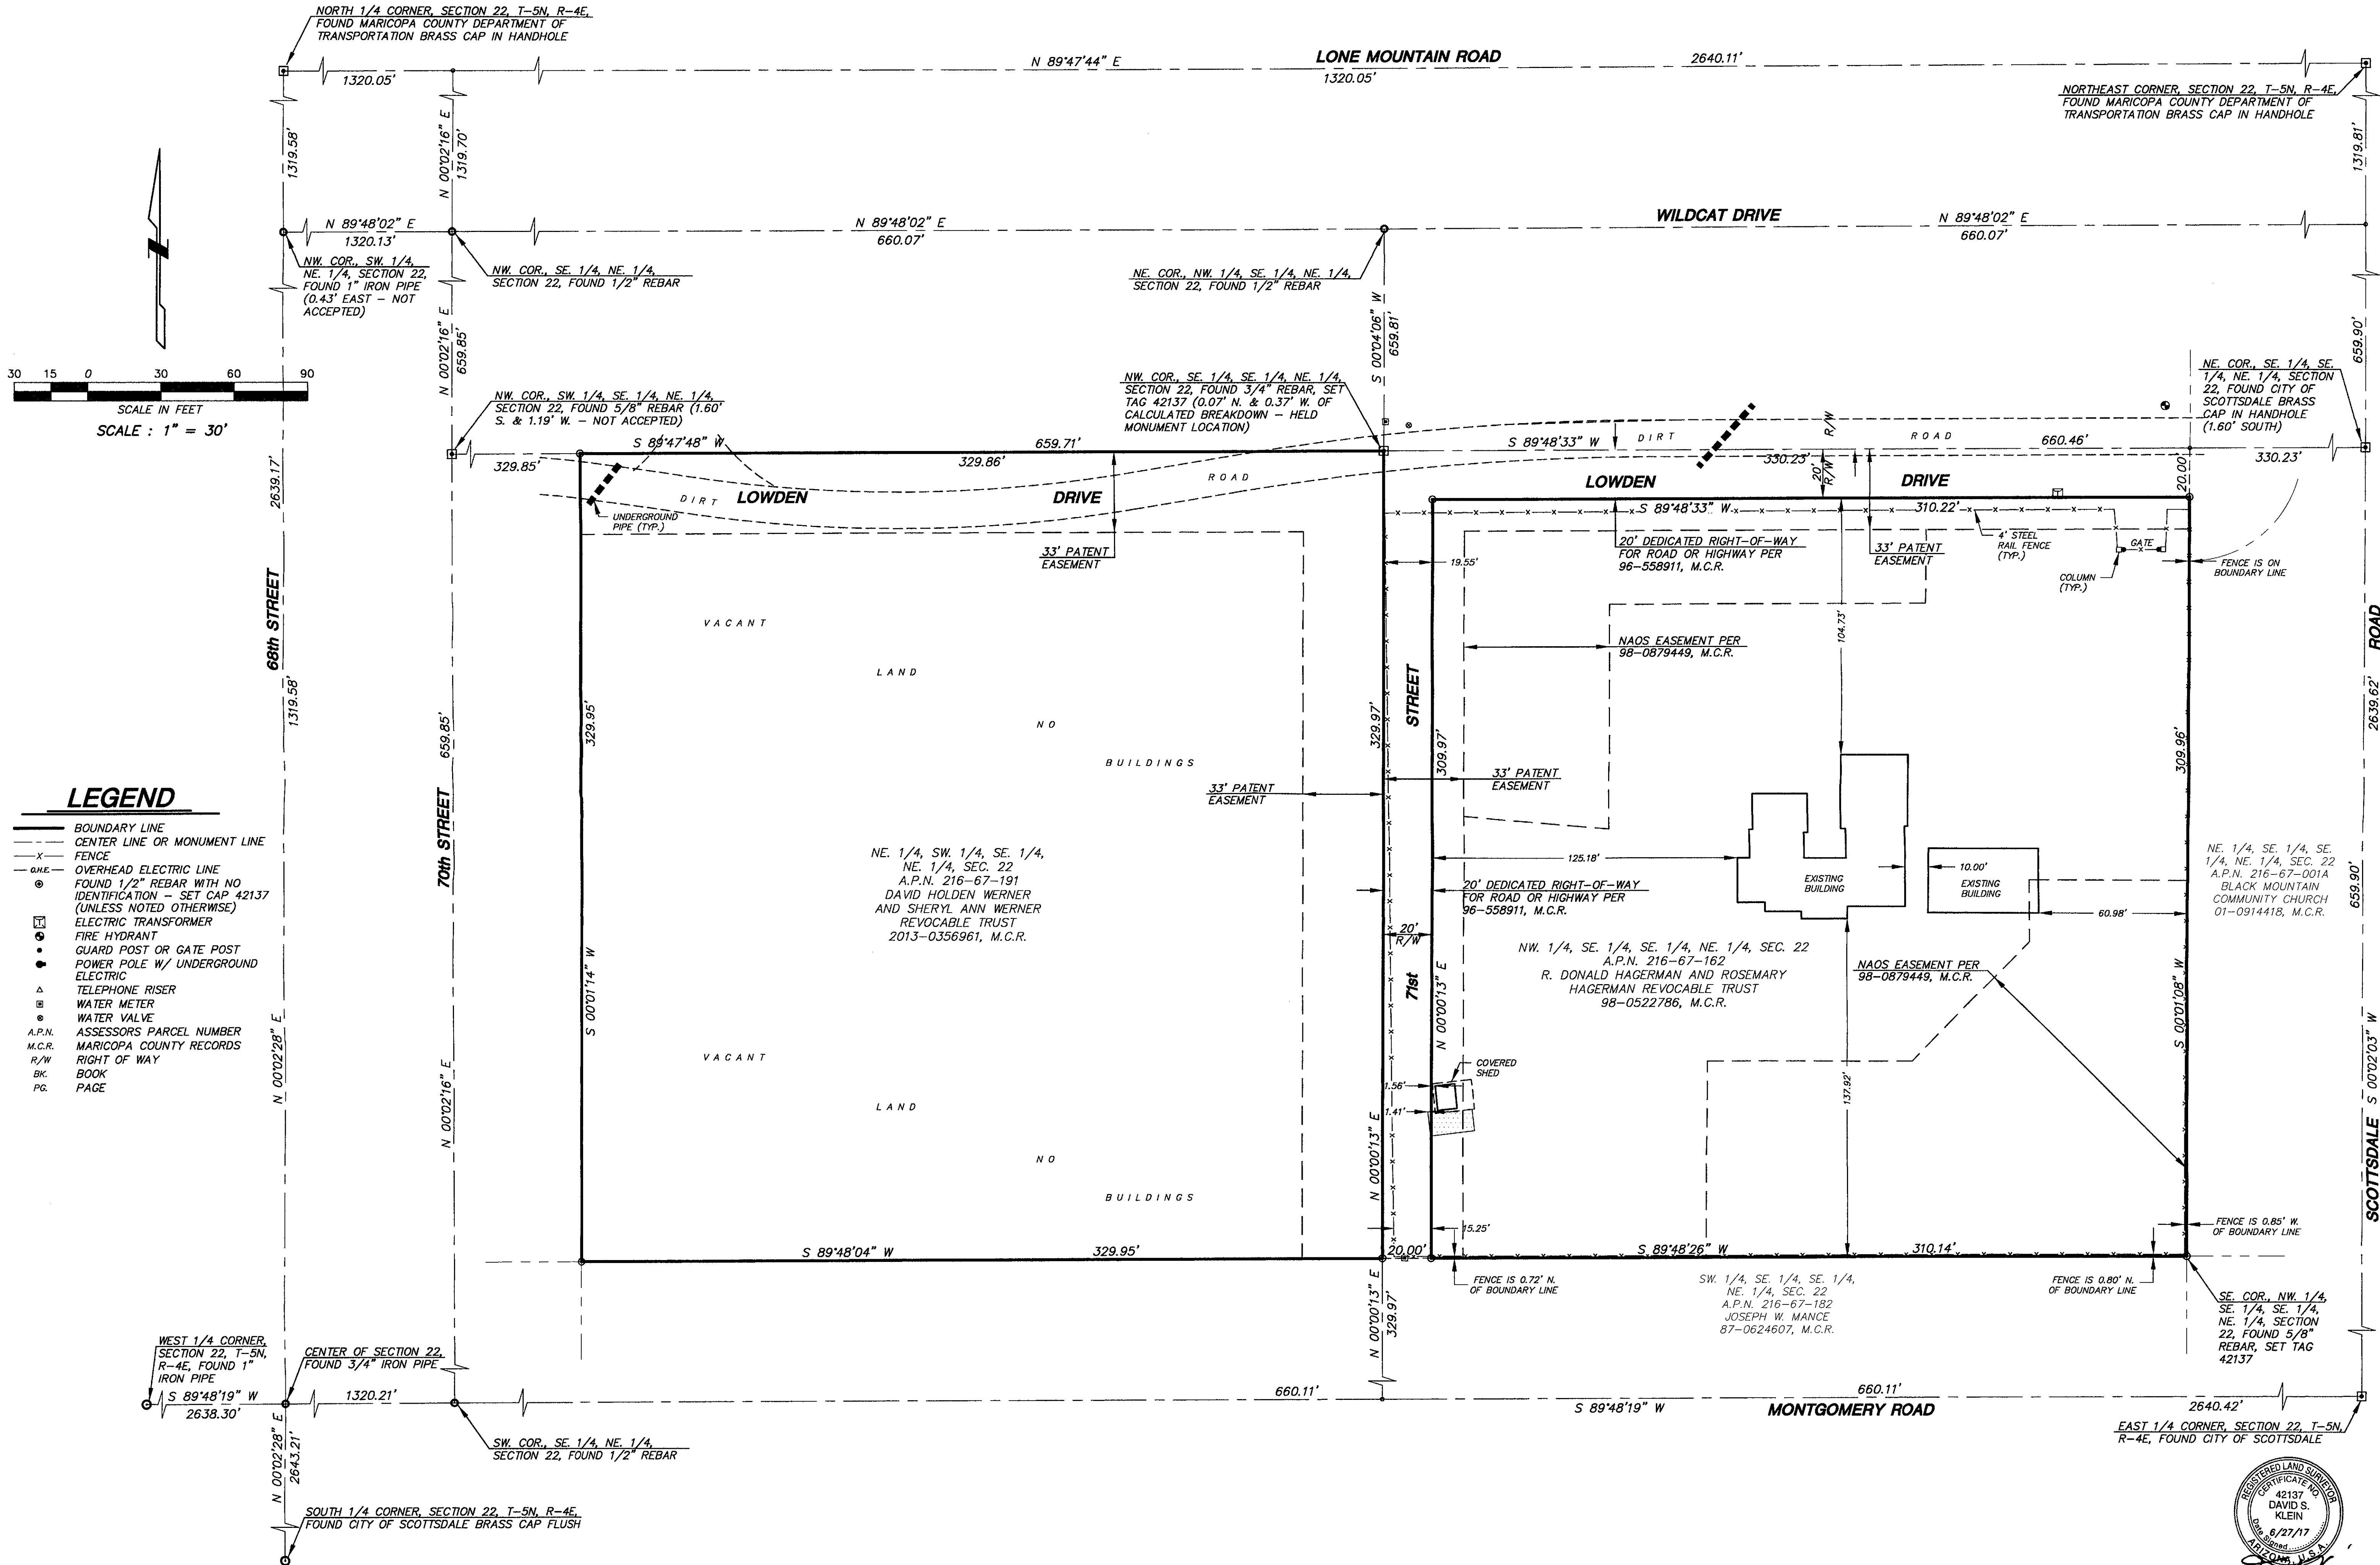 NORTH 1/4 CORNER, SECTION 22, T-5N, R-4E,
FOUND MARICOPA COUNTY DEPARTMENT OF
TRANSPORTATION BRASS CAP IN HANDHOLE
N 89°47'44" E
LONE MOUNTAIN ROAD
2640.11'
1320.05'
1320.05'
NORTHEAST CORNER, SECTION 22, T-5N, R-4E,
FOUND MARICOPA COUNTY DEPARTMENT OF
TRANSPORTATION BRASS CAP IN HANDHOLE
1319.58'
N 00°02'16" E
1319.70'
1319.81'
N 89°48'02" E
1320.13'
N 89°48'02" E
660.07'
WILDCAT DRIVE
N 89°48'02" E
660.07'
NW. COR., SW. 1/4,
NE. 1/4, SECTION 22,
FOUND 1" IRON PIPE
(0.43' EAST – NOT
ACCEPTED)
NW. COR., SE. 1/4, NE. 1/4,
SECTION 22, FOUND 1/2" REBAR
NE. COR., NW. 1/4, SE. 1/4, NE. 1/4,
SECTION 22, FOUND 1/2" REBAR
N 00°02'16" E
659.85'
S 00°04'06" W
659.81'
659.90'
30 15 0 30 60 90
SCALE IN FEET
SCALE : 1" = 30'
NW. COR., SW. 1/4, SE. 1/4, NE. 1/4,
SECTION 22, FOUND 5/8" REBAR (1.60'
S. & 1.19' W. – NOT ACCEPTED)
NW. COR., SE. 1/4, SE. 1/4, NE. 1/4,
SECTION 22, FOUND 3/4" REBAR, SET
TAG 42137 (0.07' N. & 0.37' W. OF
CALCULATED BREAKDOWN – HELD
MONUMENT LOCATION)
NE. COR., SE. 1/4, SE.
1/4, NE. 1/4, SECTION
22, FOUND CITY OF
SCOTTSDALE BRASS
CAP IN HANDHOLE
(1.60' SOUTH)
S 89°47'48" W
659.71'
329.85'
329.86'
S 89°48'33" W
DIRT
R/W
ROAD
660.46'
330.23'
20'
R/W
330.23'
20.00'
DIRT
LOWDEN
DRIVE
ROAD
LOWDEN
DRIVE
UNDERGROUND
PIPE (TYP.)
33' PATENT
EASEMENT
S 89°48'33" W
310.22'
20' DEDICATED RIGHT-OF-WAY
FOR ROAD OR HIGHWAY PER
96-558911, M.C.R.
33' PATENT
EASEMENT
4' STEEL
RAIL FENCE
(TYP.)
GATE
COLUMN
(TYP.)
FENCE IS ON
BOUNDARY LINE
19.55'
104.73'
2639.17'
68th STREET
1319.58'
VACANT
LAND
NO
BUILDINGS
NAOS EASEMENT PER
98-0879449, M.C.R.
STREET
ROAD
2639.62'
329.95'
659.85'
70th STREET
329.97'
309.97'
309.96'
33' PATENT
EASEMENT
33' PATENT
EASEMENT
LEGEND
BOUNDARY LINE
CENTER LINE OR MONUMENT LINE
X FENCE
O.H.E. OVERHEAD ELECTRIC LINE
FOUND 1/2" REBAR WITH NO
IDENTIFICATION – SET CAP 42137
(UNLESS NOTED OTHERWISE)
T ELECTRIC TRANSFORMER
FIRE HYDRANT
GUARD POST OR GATE POST
POWER POLE W/ UNDERGROUND
ELECTRIC
TELEPHONE RISER
WATER METER
WATER VALVE
A.P.N. ASSESSORS PARCEL NUMBER
M.C.R. MARICOPA COUNTY RECORDS
R/W RIGHT OF WAY
BK. BOOK
PG. PAGE
NE. 1/4, SW. 1/4, SE. 1/4,
NE. 1/4, SEC. 22
A.P.N. 216-67-191
DAVID HOLDEN WERNER
AND SHERYL ANN WERNER
REVOCABLE TRUST
2013-0356961, M.C.R.
125.18'
EXISTING
BUILDING
10.00'
EXISTING
BUILDING
60.98'
NE. 1/4, SE. 1/4, SE.
1/4, NE. 1/4, SEC. 22
A.P.N. 216-67-001A
BLACK MOUNTAIN
COMMUNITY CHURCH
01-0914418, M.C.R.
659.90'
20' DEDICATED RIGHT-OF-WAY
FOR ROAD OR HIGHWAY PER
96-558911, M.C.R.
20'
R/W
71st
NW. 1/4, SE. 1/4, SE. 1/4, NE. 1/4, SEC. 22
A.P.N. 216-67-162
R. DONALD HAGERMAN AND ROSEMARY
HAGERMAN REVOCABLE TRUST
98-0522786, M.C.R.
NAOS EASEMENT PER
98-0879449, M.C.R.
S 00°01'14" W
N 00°00'13" E
S 00°01'08" W
N 00°02'28" E
N 00°02'16" E
VACANT
LAND
NO
BUILDINGS
COVERED
SHED
1.56'
1.41'
137.92'
N 00°00'13" E
SCOTTSDALE
S 00°02'03" W
15.25'
S 89°48'04" W
329.95'
20.00'
S 89°48'26" W
310.14'
FENCE IS 0.85' W.
OF BOUNDARY LINE
FENCE IS 0.72' N.
OF BOUNDARY LINE
FENCE IS 0.80' N.
OF BOUNDARY LINE
SW. 1/4, SE. 1/4, SE. 1/4,
NE. 1/4, SEC. 22
A.P.N. 216-67-182
JOSEPH W. MANCE
87-0624607, M.C.R.
SE. COR., NW. 1/4,
SE. 1/4, SE. 1/4,
NE. 1/4, SECTION
22, FOUND 5/8"
REBAR, SET TAG
42137
N 00°00'13" E
329.97'
WEST 1/4 CORNER,
SECTION 22, T-5N,
R-4E, FOUND 1"
IRON PIPE
CENTER OF SECTION 22,
FOUND 3/4" IRON PIPE
S 89°48'19" W
2638.30'
1320.21'
660.11'
660.11'
S 89°48'19" W
MONTGOMERY ROAD
2640.42'
EAST 1/4 CORNER, SECTION 22, T-5N,
R-4E, FOUND CITY OF SCOTTSDALE
SW. COR., SE. 1/4, NE. 1/4,
SECTION 22, FOUND 1/2" REBAR
N 00°02'28" E
2643.21'
SOUTH 1/4 CORNER, SECTION 22, T-5N, R-4E,
FOUND CITY OF SCOTTSDALE BRASS CAP FLUSH
REGISTERED LAND SURVEYOR
CERTIFICATE NO.
42137
DAVID S.
KLEIN
Date Signed
6/27/17
ARIZONA, U.S.A.